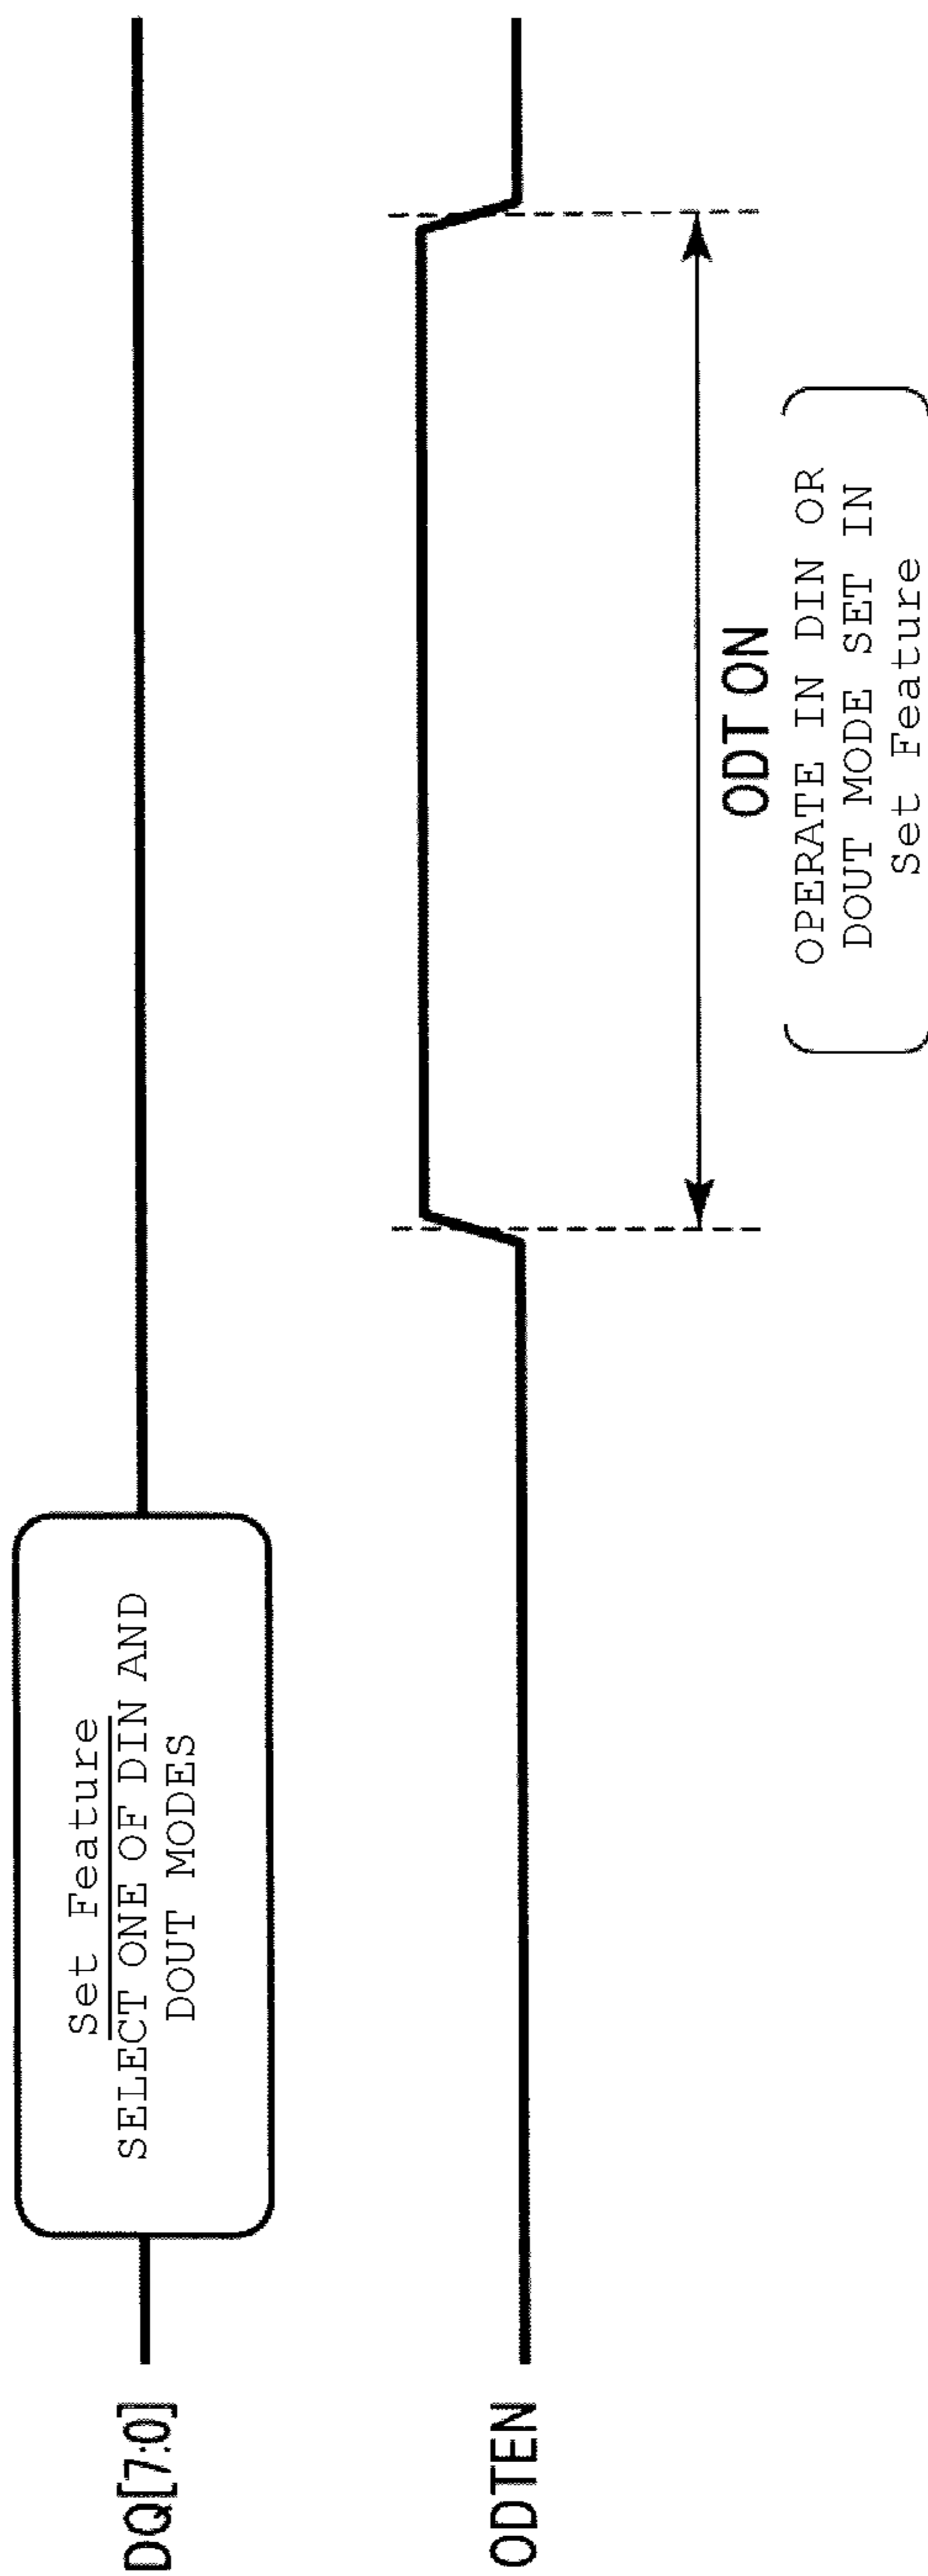 DQ[7:0]
Set Feature
SELECT ONE OF DIN AND
DOUT MODES
ODTEN
ODT ON
OPERATE IN DIN OR
DOUT MODE SET IN
Set Feature